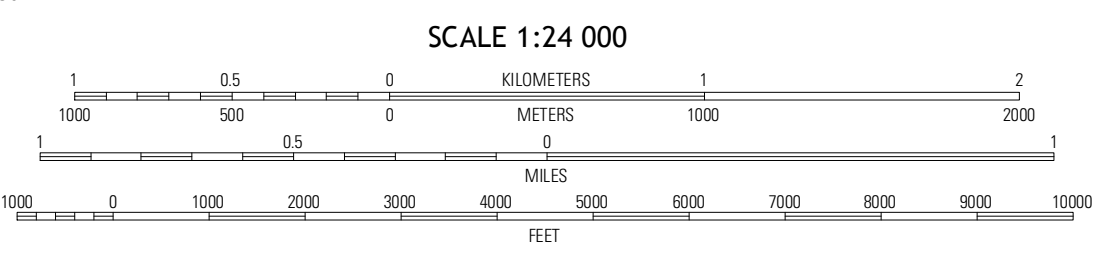 SCALE 1:24 000
1 0.5 0 KILOMETERS 1 2
1000 500 0 METERS 1000 2000
1 0.5 0 1
MILES
1000 0 1000 2000 3000 4000 5000 6000 7000 8000 9000 10000
FEET